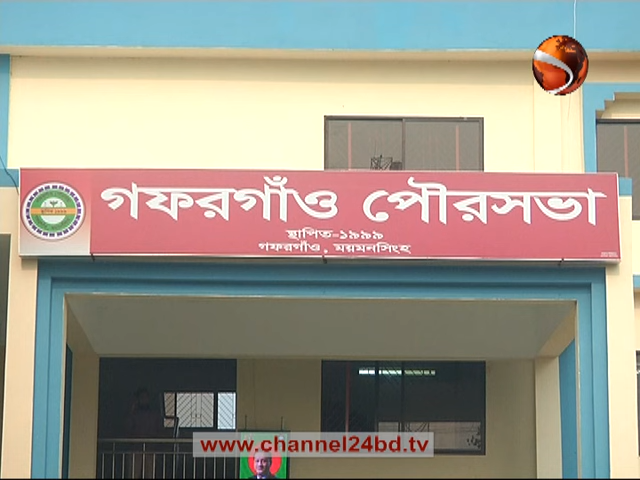 গফরগাঁও পৌরসভা
স্থাপিত-১৯৯৯
গফরগাঁও, ময়মনসিংহ
www.channel24bd.tv